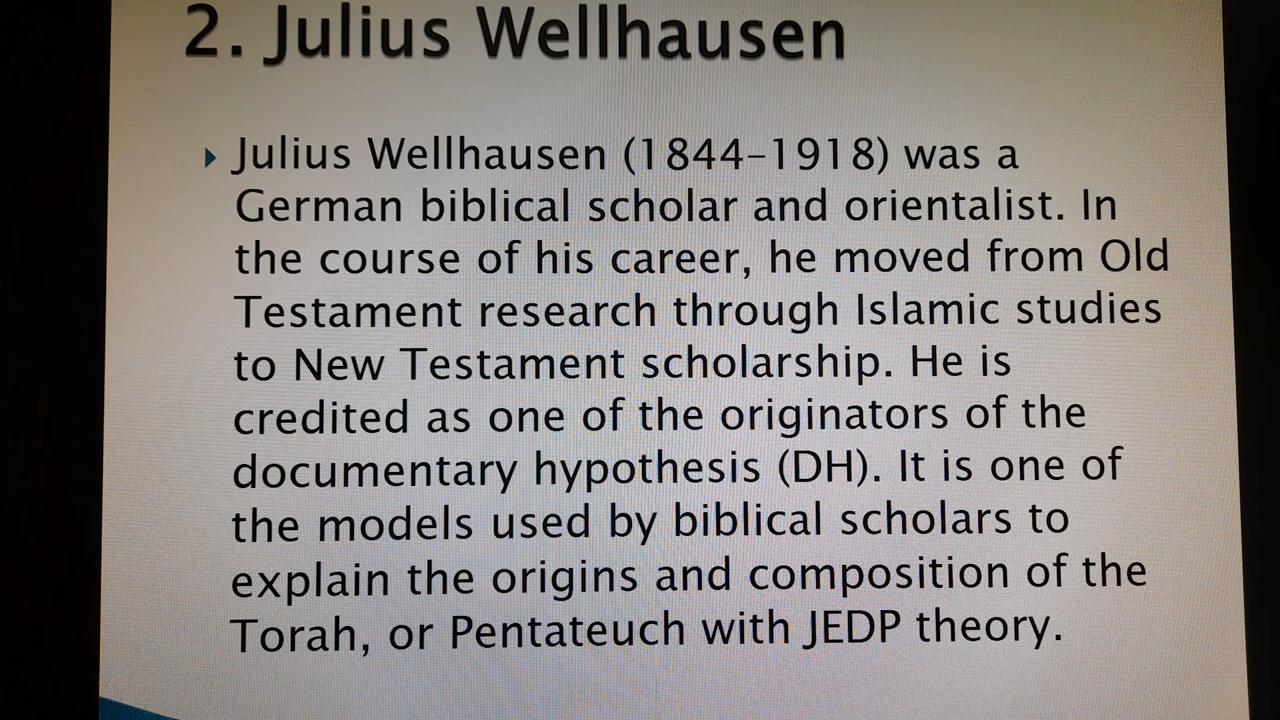 2. Julius Wellhausen
Julius Wellhausen (1844–1918) was a
German biblical scholar and orientalist. In
the course of his career, he moved from Old
Testament research through Islamic studies
to New Testament scholarship. He is
credited as one of the originators of the
documentary hypothesis (DH). It is one of
the models used by biblical scholars to
explain the origins and composition of the
Torah, or Pentateuch with JEDP theory.